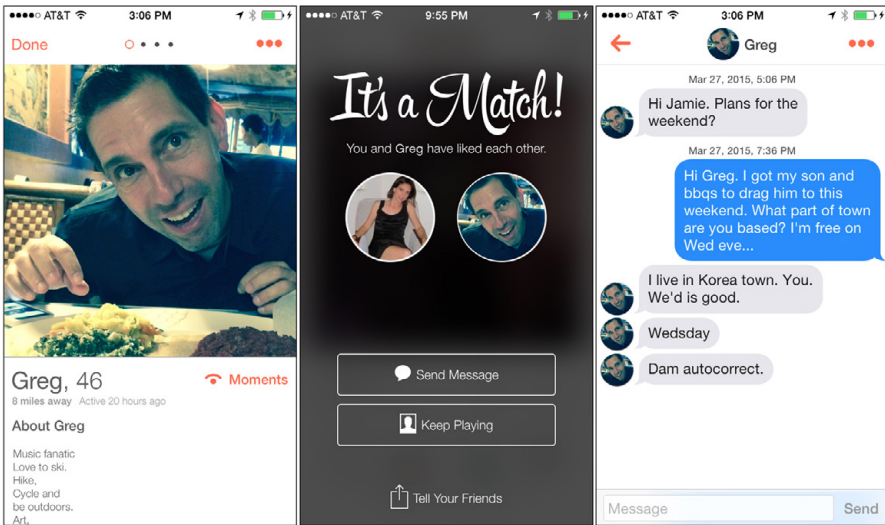 AT&T 3:06 PM
Done
Greg, 46
Moments
8 miles away Active 20 hours ago
About Greg
Music fanatic
Love to ski.
Hike,
Cycle and
be outdoors.
Art,
AT&T 9:55 PM
It's a Match!
You and Greg have liked each other.
Send Message
Keep Playing
Tell Your Friends
AT&T 3:06 PM
Greg
Mar 27, 2015, 5:06 PM
Hi Jamie. Plans for the
weekend?
Mar 27, 2015, 7:36 PM
Hi Greg. I got my son and
bbqs to drag him to this
weekend. What part of town
are you based? I'm free on
Wed eve...
I live in Korea town. You.
We'd is good.
Wedsday
Dam autocorrect.
Message
Send